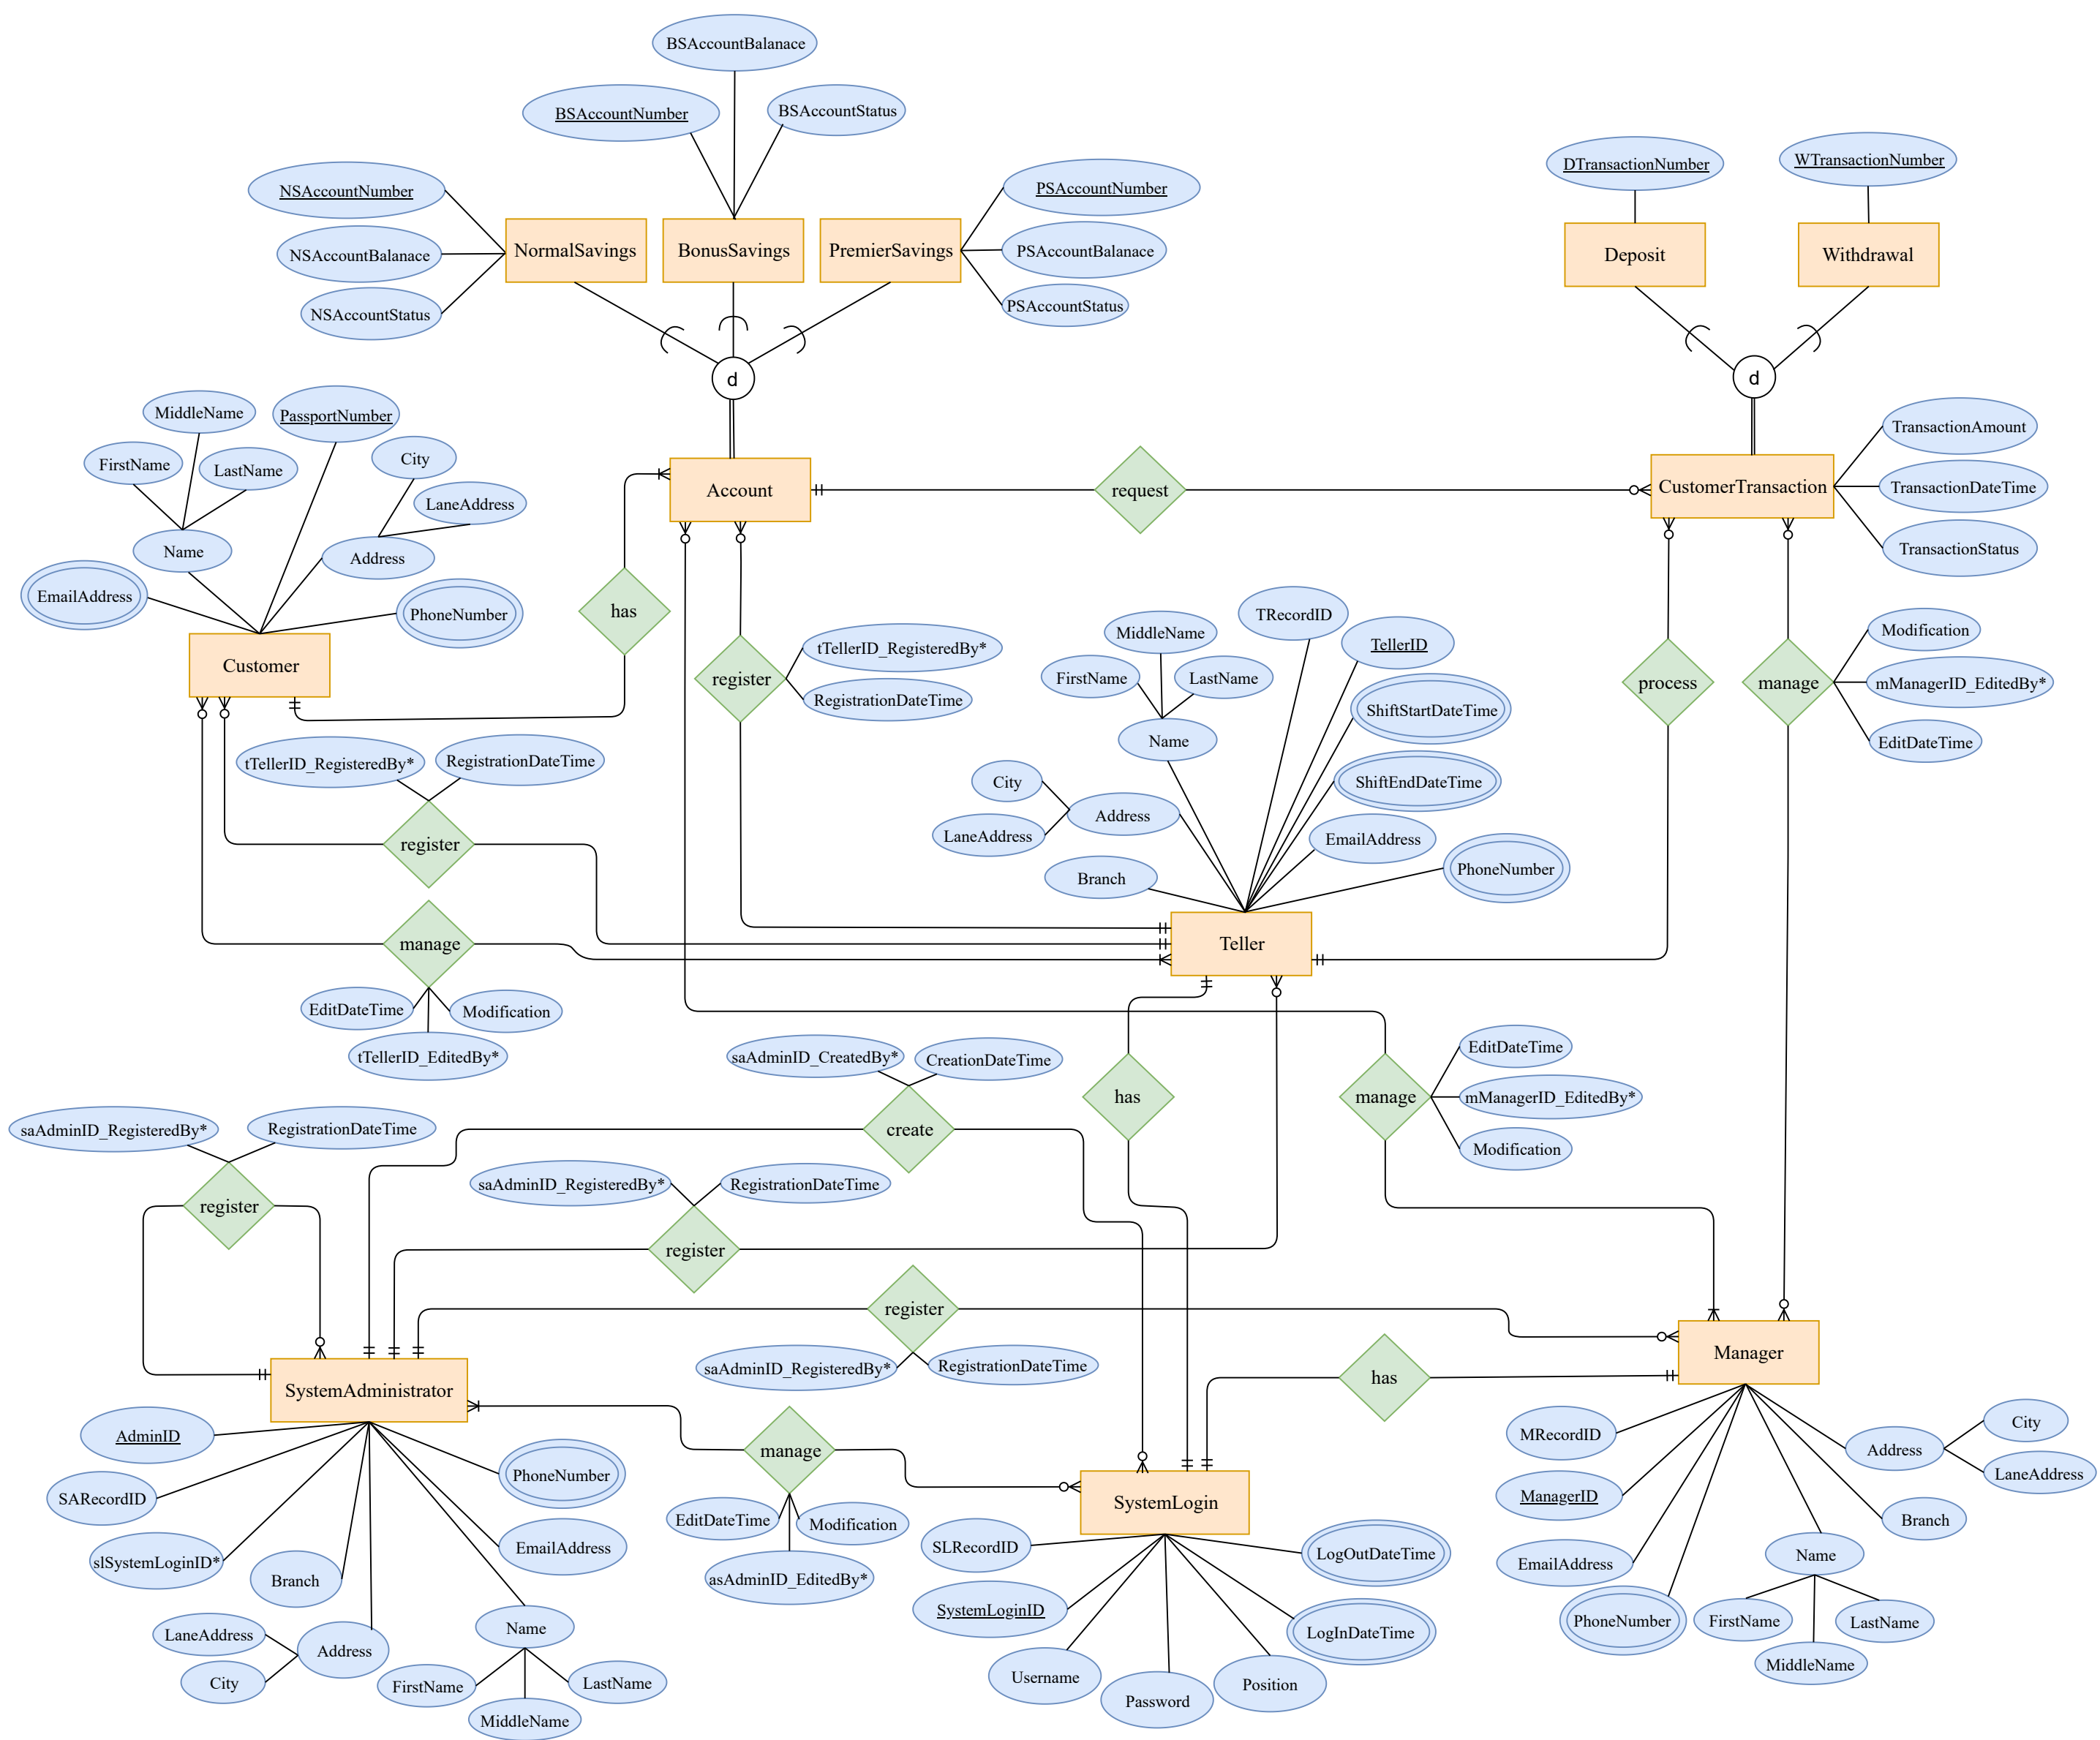 BSAccountBalanace
BSAccountNumber
BSAccountStatus
NSAccountNumber
NSAccountBalanace
NSAccountStatus
NormalSavings
BonusSavings
PremierSavings
PSAccountNumber
PSAccountBalanace
PSAccountStatus
DTransactionNumber
WTransactionNumber
Deposit
Withdrawal
d
d
MiddleName
PassportNumber
FirstName
LastName
City
LaneAddress
Name
Address
EmailAddress
PhoneNumber
Customer
has
Account
request
CustomerTransaction
TransactionAmount
TransactionDateTime
TransactionStatus
register
tTellerID_RegisteredBy*
RegistrationDateTime
MiddleName
TRecordID
TellerID
FirstName
LastName
ShiftStartDateTime
Name
ShiftEndDateTime
City
Address
LaneAddress
EmailAddress
Branch
PhoneNumber
Teller
process
manage
Modification
mManagerID_EditedBy*
EditDateTime
tTellerID_RegisteredBy*
RegistrationDateTime
register
manage
EditDateTime
Modification
tTellerID_EditedBy*
saAdminID_CreatedBy*
CreationDateTime
create
has
manage
EditDateTime
mManagerID_EditedBy*
Modification
saAdminID_RegisteredBy*
RegistrationDateTime
register
saAdminID_RegisteredBy*
RegistrationDateTime
register
register
saAdminID_RegisteredBy*
RegistrationDateTime
has
Manager
SystemAdministrator
AdminID
SARecordID
slSystemLoginID*
Branch
LaneAddress
City
Address
PhoneNumber
EmailAddress
Name
FirstName
LastName
MiddleName
manage
EditDateTime
Modification
asAdminID_EditedBy*
SystemLogin
SLRecordID
SystemLoginID
Username
Password
Position
LogOutDateTime
LogInDateTime
MRecordID
ManagerID
EmailAddress
PhoneNumber
Address
City
LaneAddress
Branch
Name
FirstName
LastName
MiddleName